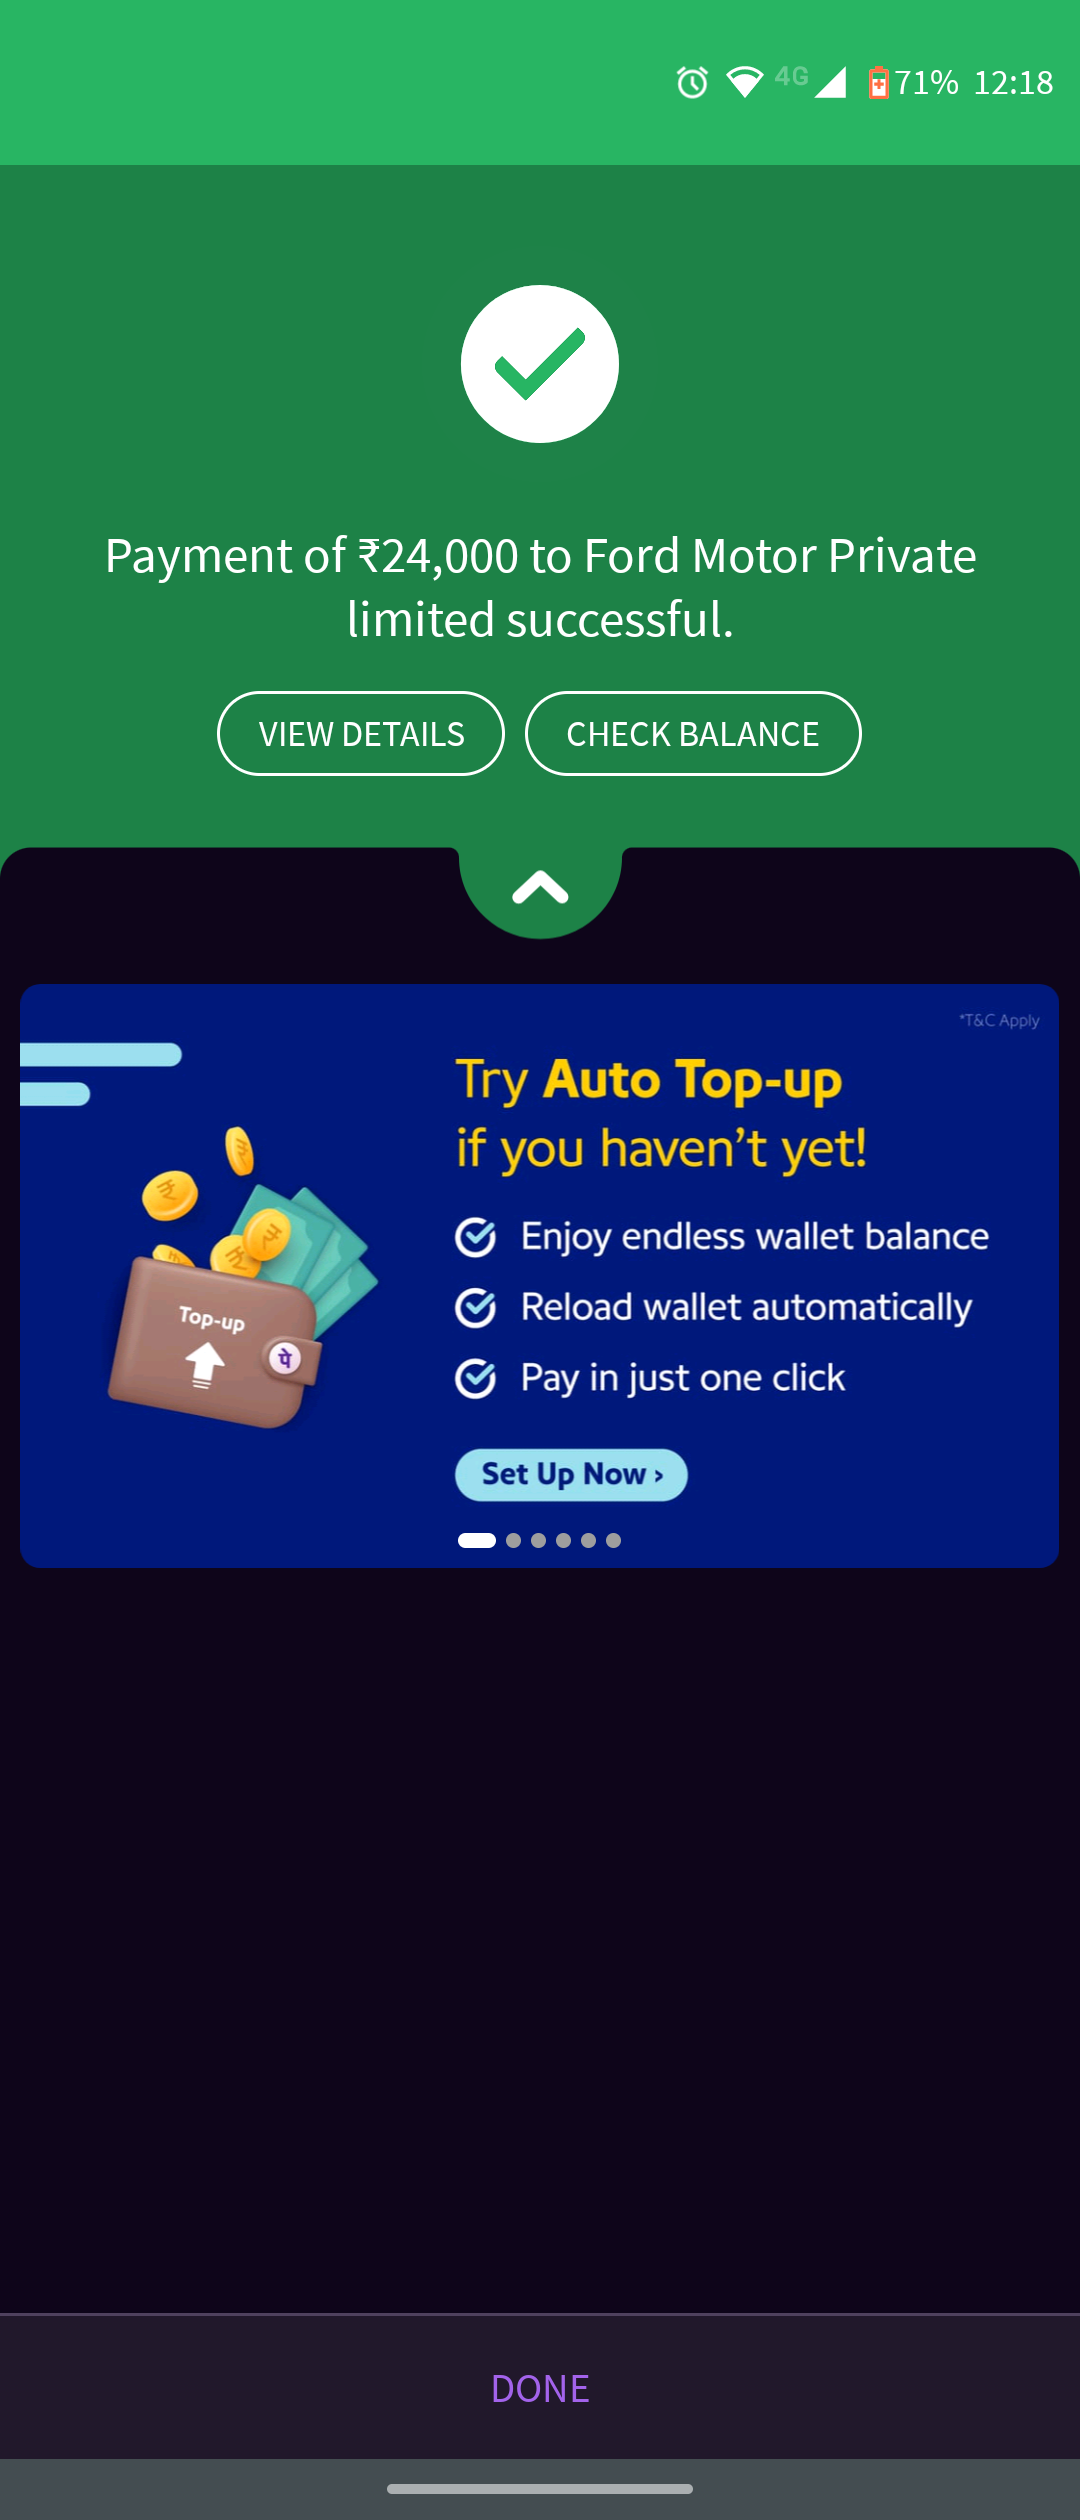 4G 71% 12:18
Payment of ₹24,000 to Ford Motor Private
limited successful.
VIEW DETAILS CHECK BALANCE
*T&C Apply
Try Auto Top-up
if you haven't yet!
Enjoy endless wallet balance
Reload wallet automatically
Pay in just one click
Top-up
पे
Set Up Now ›
DONE